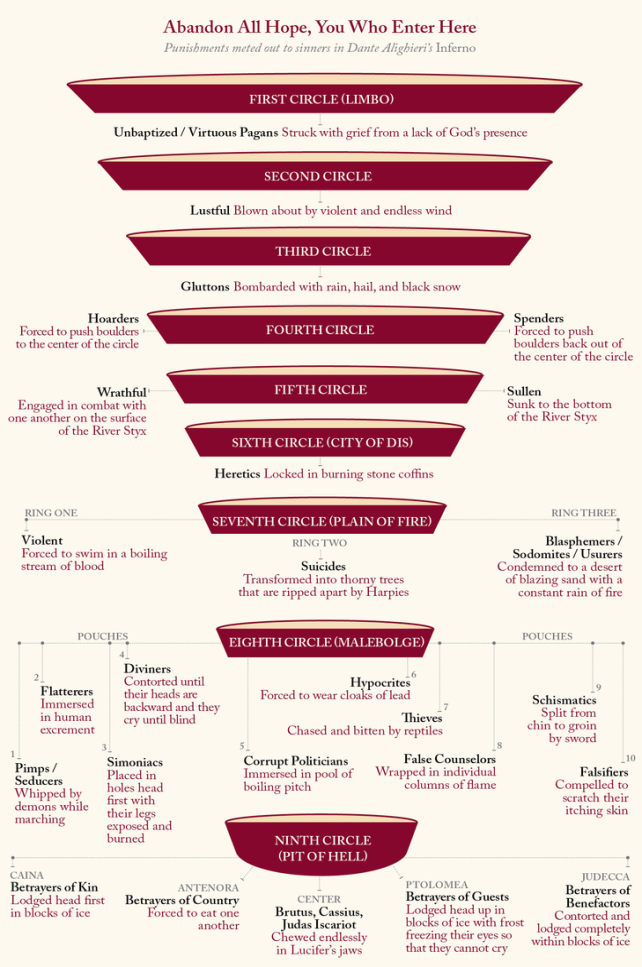 Abandon All Hope, You Who Enter Here
Punishments meted out to sinners in Dante Alighieri's Inferno
FIRST CIRCLE (LIMBO)
Unbaptized / Virtuous Pagans Struck with grief from a lack of God's presence
SECOND CIRCLE
Lustful Blown about by violent and endless wind
THIRD CIRCLE
Gluttons Bombarded with rain, hail, and black snow
Hoarders
Forced to push boulders
to the center of the circle
FOURTH CIRCLE
Spenders
Forced to push
boulders back out of
the center of the circle
Wrathful
Engaged in combat with
one another on the surface
of the River Styx
FIFTH CIRCLE
Sullen
Sunk to the bottom
of the River Styx
SIXTH CIRCLE (CITY OF DIS)
Heretics Locked in burning stone coffins
SEVENTH CIRCLE (PLAIN OF FIRE)
RING ONE
Violent
Forced to swim in a boiling
stream of blood
RING TWO
Suicides
Transformed into thorny trees
that are ripped apart by Harpies
RING THREE
Blasphemers /
Sodomites / Usurers
Condemned to a desert
of blazing sand with a
constant rain of fire
EIGHTH CIRCLE (MALEBOLGE)
POUCHES
POUCHES
1
Pimps /
Seducers
Whipped by
demons while
marching
2
Flatterers
Immersed
in human
excrement
3
Simoniacs
Placed in
holes head
first with
their legs
exposed and
burned
4
Diviners
Contorted until
their heads are
backward and they
cry until blind
5
Corrupt Politicians
Immersed in pool of
boiling pitch
6
Hypocrites
Forced to wear cloaks of lead
7
Thieves
Chased and bitten by reptiles
8
False Counselors
Wrapped in individual
columns of flame
9
Schismatics
Split from
chin to groin
by sword
10
Falsifiers
Compelled to
scratch their
itching skin
NINTH CIRCLE
(PIT OF HELL)
CAINA
Betrayers of Kin
Lodged head first
in blocks of ice
ANTENORA
Betrayers of Country
Forced to eat one
another
CENTER
Brutus, Cassius,
Judas Iscariot
Chewed endlessly
in Lucifer's jaws
PTOLOMEA
Betrayers of Guests
Lodged head up in
blocks of ice with frost
freezing their eyes so
that they cannot cry
JUDECCA
Betrayers of
Benefactors
Contorted and
lodged completely
within blocks of ice